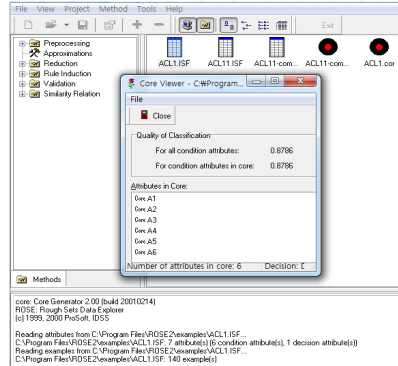 File View Project Method Tools Help
Exit
Preprocessing
Approximations
Reduction
Rule Induction
Validation
Similarity Relation
ACL1.ISF ACL11.ISF ACL11-com... ACL11-com... ACL1.cor
Core Viewer - C:₩Program...
File
Close
Quality of Classification
For all condition attributes: 0.8786
For condition attributes in core: 0.8786
Attributes in Core:
Core A1
Core A2
Core A3
Core A4
Core A5
Core A6
Number of attributes in core: 6 Decision: D
Methods
core: Core Generator 2.00 (build 20010214)
ROSE: Rough Sets Data Explorer
(c) 1999, 2000 ProSoft, IDSS
Reading attributes from C:\Program Files\ROSE2\examples\ACL1.ISF...
C:\Program Files\ROSE2\examples\ACL1.ISF: 7 attribute(s) (6 condition attribute(s), 1 decision attribute(s))
Reading examples from C:\Program Files\ROSE2\examples\ACL1.ISF...
C:\Program Files\ROSE2\examples\ACL1.ISF: 140 example(s)